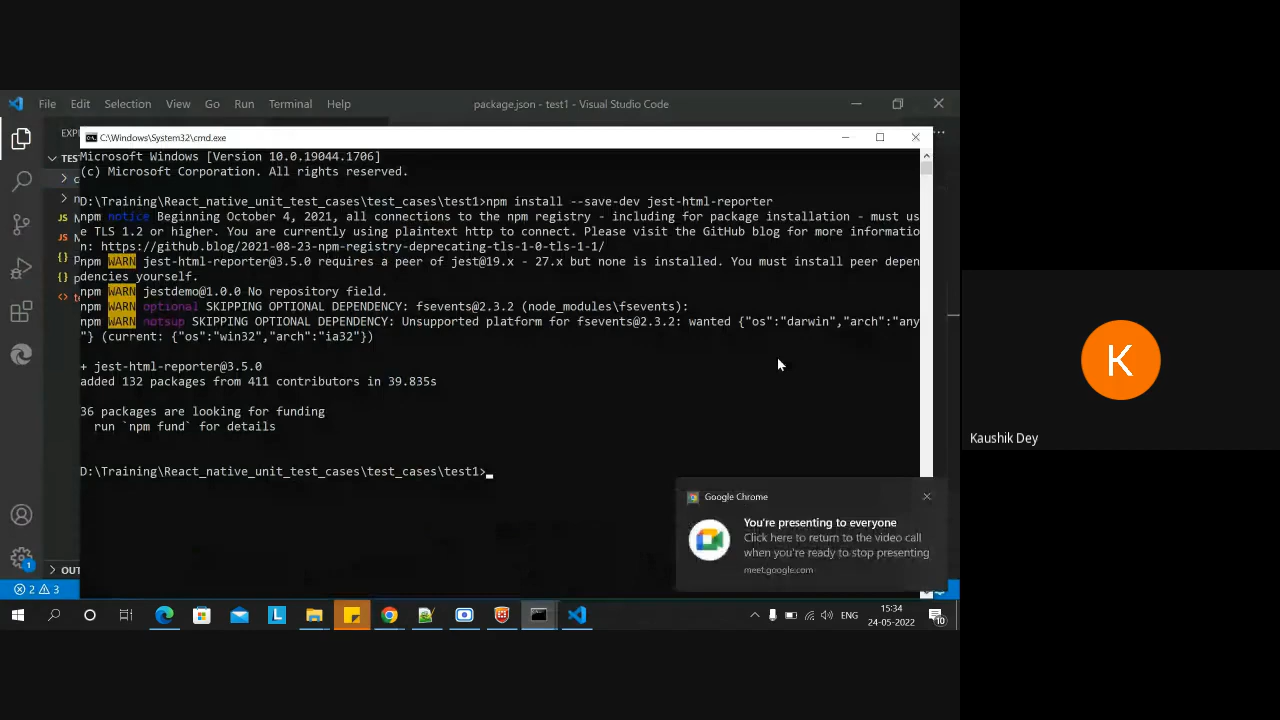 File Edit Selection View Go Run Terminal Help
package.json - test1 - Visual Studio Code
C:\Windows\System32\cmd.exe
Microsoft Windows [Version 10.0.19044.1706]
(c) Microsoft Corporation. All rights reserved.
D:\Training\React_native_unit_test_cases\test_cases\test1>npm install --save-dev jest-html-reporter
npm notice Beginning October 4, 2021, all connections to the npm registry - including for package installation - must us
e TLS 1.2 or higher. You are currently using plaintext http to connect. Please visit the GitHub blog for more informatio
n: https://github.blog/2021-08-23-npm-registry-deprecating-tls-1-0-tls-1-1/
npm WARN jest-html-reporter@3.5.0 requires a peer of jest@19.x - 27.x but none is installed. You must install peer depen
dencies yourself.
npm WARN jestdemo@1.0.0 No repository field.
npm WARN optional SKIPPING OPTIONAL DEPENDENCY: fsevents@2.3.2 (node_modules\fsevents):
npm WARN notsup SKIPPING OPTIONAL DEPENDENCY: Unsupported platform for fsevents@2.3.2: wanted {"os":"darwin","arch":"any
"} (current: {"os":"win32","arch":"ia32"})
+ jest-html-reporter@3.5.0
added 132 packages from 411 contributors in 39.835s
36 packages are looking for funding
run `npm fund` for details
D:\Training\React_native_unit_test_cases\test_cases\test1>
EXP
TES
OUT
2 3
Google Chrome
You're presenting to everyone
Click here to return to the video call
when you're ready to stop presenting
meet.google.com
ENG
15:34
24-05-2022
10
K
Kaushik Dey